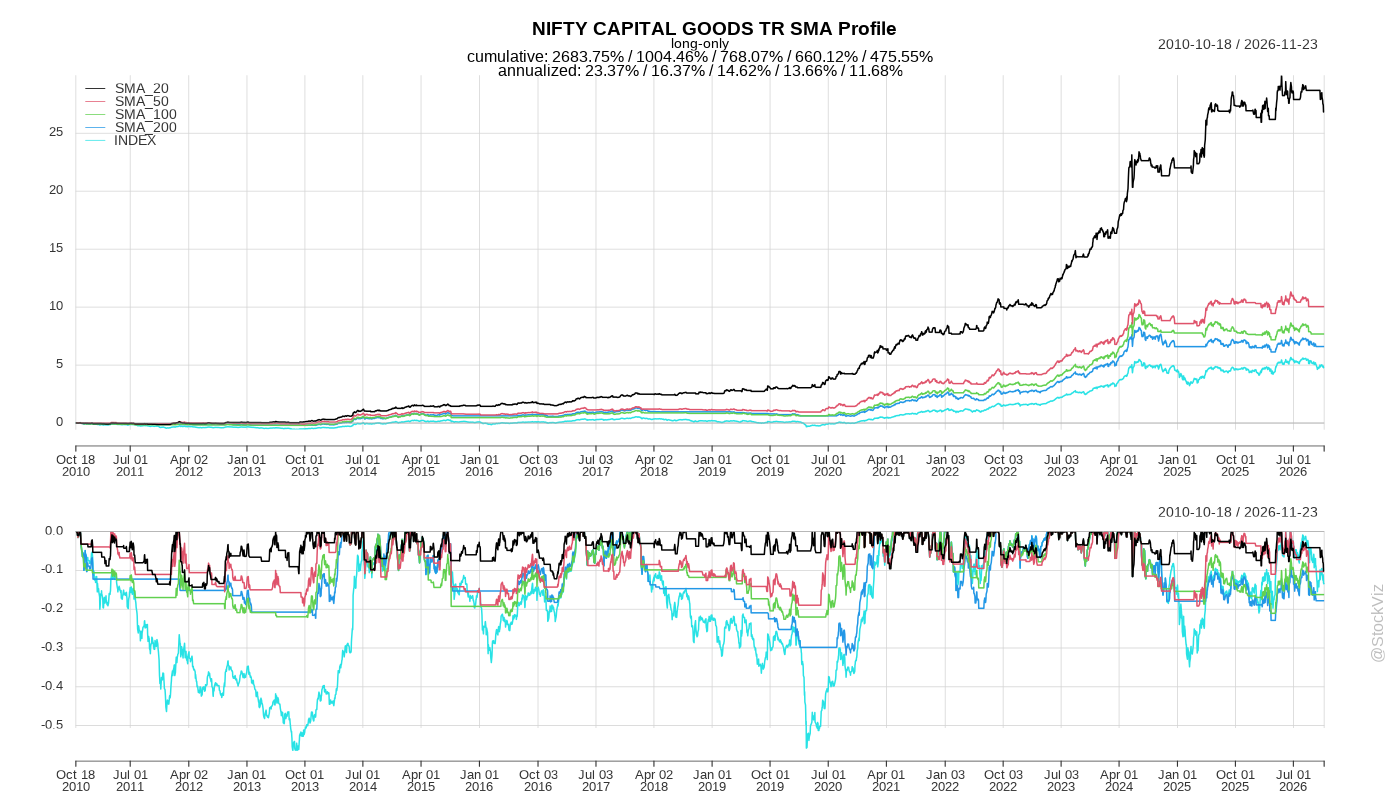 NIFTY CAPITAL GOODS TR SMA Profile
long-only
2010-10-18 / 2026-11-23
cumulative: 2683.75% / 1004.46% / 768.07% / 660.12% / 475.55%
annualized: 23.37% / 16.37% / 14.62% / 13.66% / 11.68%
SMA_20
SMA_50
SMA_100
SMA_200
INDEX
25
20
15
10
5
0
Oct 18 Jul 01 Apr 02 Jan 01 Oct 01 Jul 01 Apr 01 Jan 01 Oct 03 Jul 03 Apr 02 Jan 01 Oct 01 Jul 01 Apr 01 Jan 03 Oct 03 Jul 03 Apr 01 Jan 01 Oct 01 Jul 01
2010 2011 2012 2013 2013 2014 2015 2016 2016 2017 2018 2019 2019 2020 2021 2022 2022 2023 2024 2025 2025 2026
2010-10-18 / 2026-11-23
0.0
-0.1
-0.2
-0.3
-0.4
-0.5
Oct 18 Jul 01 Apr 02 Jan 01 Oct 01 Jul 01 Apr 01 Jan 01 Oct 03 Jul 03 Apr 02 Jan 01 Oct 01 Jul 01 Apr 01 Jan 03 Oct 03 Jul 03 Apr 01 Jan 01 Oct 01 Jul 01
2010 2011 2012 2013 2013 2014 2015 2016 2016 2017 2018 2019 2019 2020 2021 2022 2022 2023 2024 2025 2025 2026
@StockViz